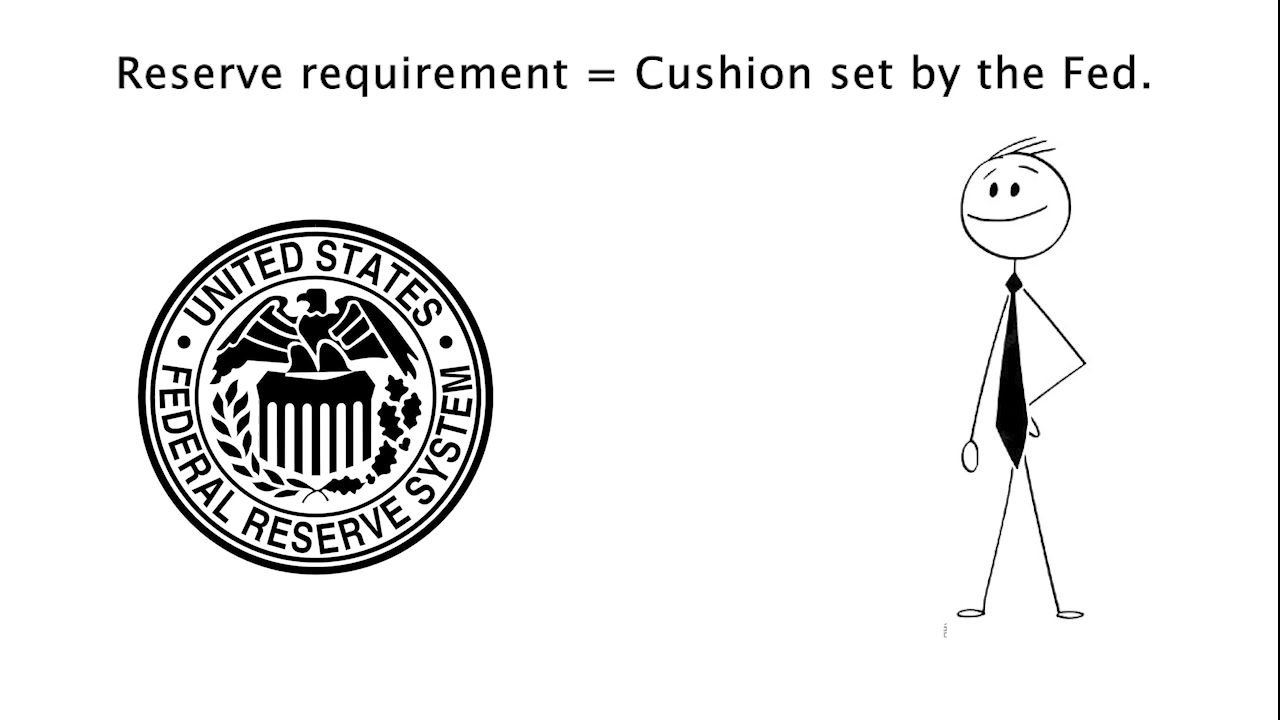 Reserve requirement = Cushion set by the Fed.
UNITED STATES
FEDERAL RESERVE SYSTEM